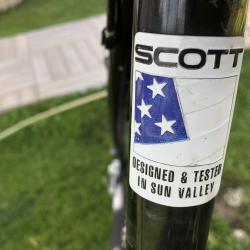 SCOTT
DESIGNED & TESTED
IN SUN VALLEY